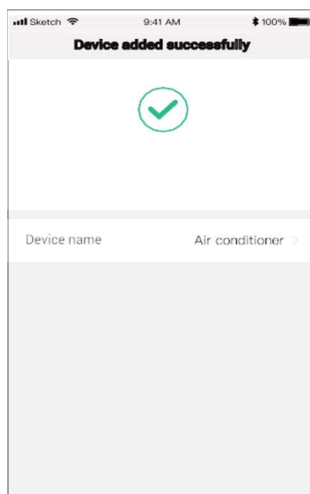 Sketch 9:41 AM 100%
Device added successfully
Device name Air conditioner >